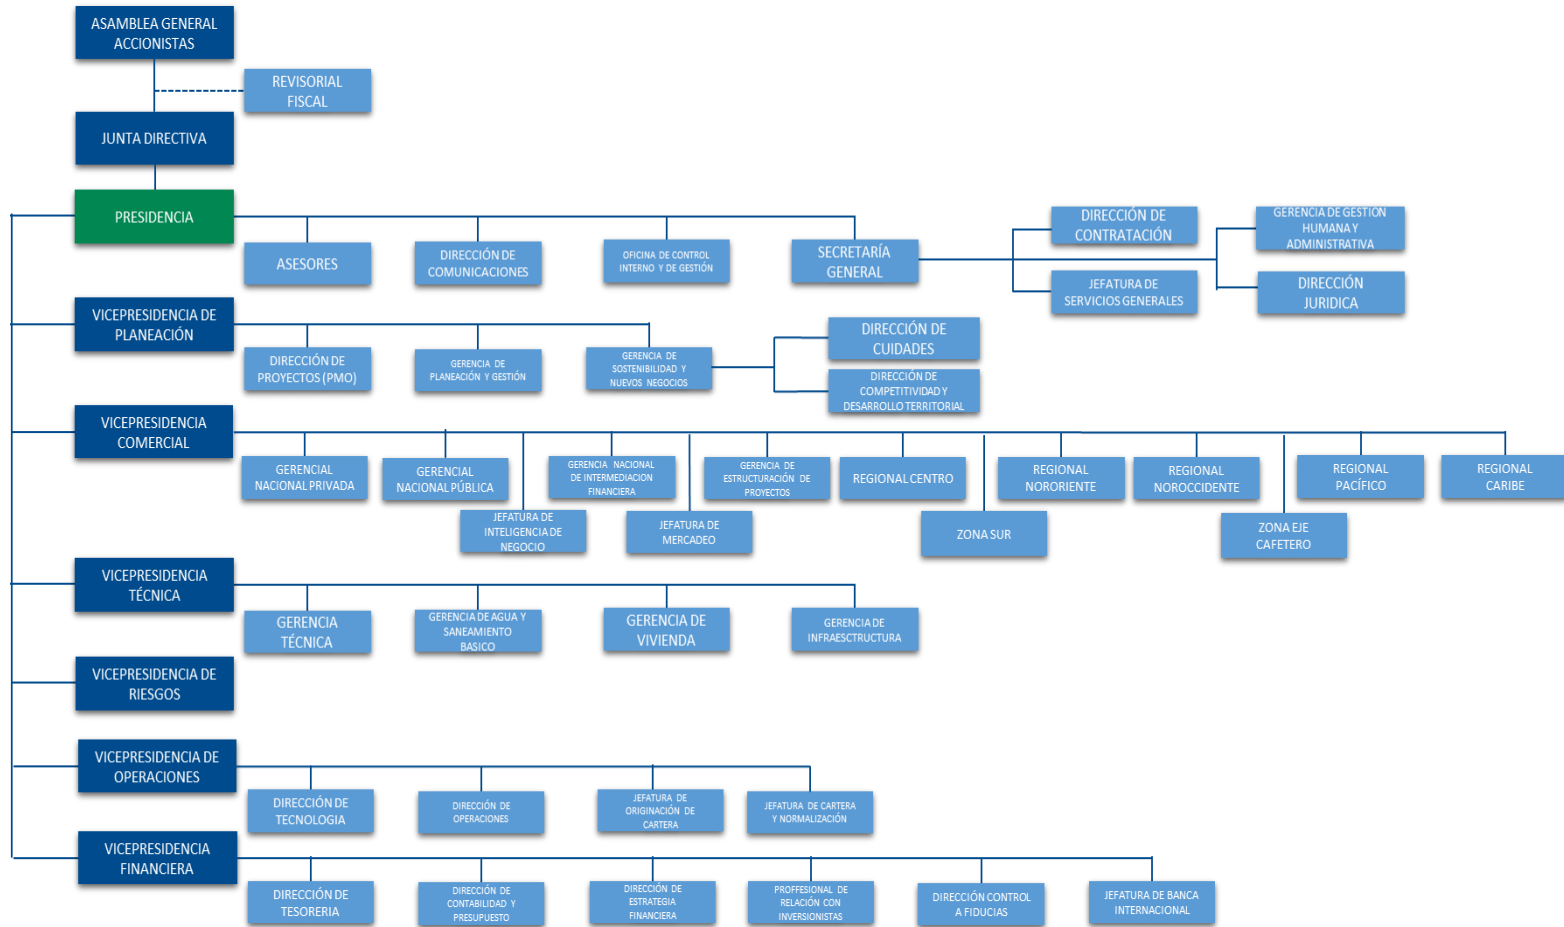 ASAMBLEA GENERAL
ACCIONISTAS
REVISORIAL
FISCAL
JUNTA DIRECTIVA
PRESIDENCIA
ASESORES
DIRECCIÓN DE
COMUNICACIONES
OFICINA DE CONTROL
INTERNO Y DE GESTIÓN
SECRETARÍA
GENERAL
DIRECCIÓN DE
CONTRATACIÓN
GERENCIA DE GESTIÓN
HUMANA Y
ADMINISTRATIVA
JEFATURA DE
SERVICIOS GENERALES
DIRECCIÓN
JURIDICA
VICEPRESIDENCIA DE
PLANEACIÓN
DIRECCIÓN DE
PROYECTOS (PMO)
GERENCIA DE
PLANEACIÓN Y GESTIÓN
GERENCIA DE
SOSTENIBILIDAD Y
NUEVOS NEGOCIOS
DIRECCIÓN DE
CUIDADES
DIRECCIÓN DE
COMPETITIVIDAD Y
DESARROLLO TERRITORIAL
VICEPRESIDENCIA
COMERCIAL
GERENCIAL
NACIONAL PRIVADA
GERENCIAL
NACIONAL PÚBLICA
GERENCIA NACIONAL
DE INTERMEDIACION
FINANCIERA
GERENCIA DE
ESTRUCTURACIÓN DE
PROYECTOS
REGIONAL CENTRO
REGIONAL
NORORIENTE
REGIONAL
NOROCCIDENTE
REGIONAL
PACÍFICO
REGIONAL
CARIBE
JEFATURA DE
INTELIGENCIA DE
NEGOCIO
JEFATURA DE
MERCADEO
ZONA SUR
ZONA EJE
CAFETERO
VICEPRESIDENCIA
TÉCNICA
GERENCIA
TÉCNICA
GERENCIA DE AGUA Y
SANEAMIENTO
BASICO
GERENCIA DE
VIVIENDA
GERENCIA DE
INFRAESCTRUCTURA
VICEPRESIDENCIA DE
RIESGOS
VICEPRESIDENCIA DE
OPERACIONES
DIRECCIÓN DE
TECNOLOGIA
DIRECCIÓN DE
OPERACIONES
JEFATURA DE
ORIGINACIÓN DE
CARTERA
JEFATURA DE CARTERA
Y NORMALIZACIÓN
VICEPRESIDENCIA
FINANCIERA
DIRECCIÓN DE
TESORERIA
DIRECCIÓN DE
CONTABILIDAD Y
PRESUPUESTO
DIRECCIÓN DE
ESTRATEGIA
FINANCIERA
PROFFESIONAL DE
RELACIÓN CON
INVERSIONISTAS
DIRECCIÓN CONTROL
A FIDUCIAS
JEFATURA DE BANCA
INTERNACIONAL